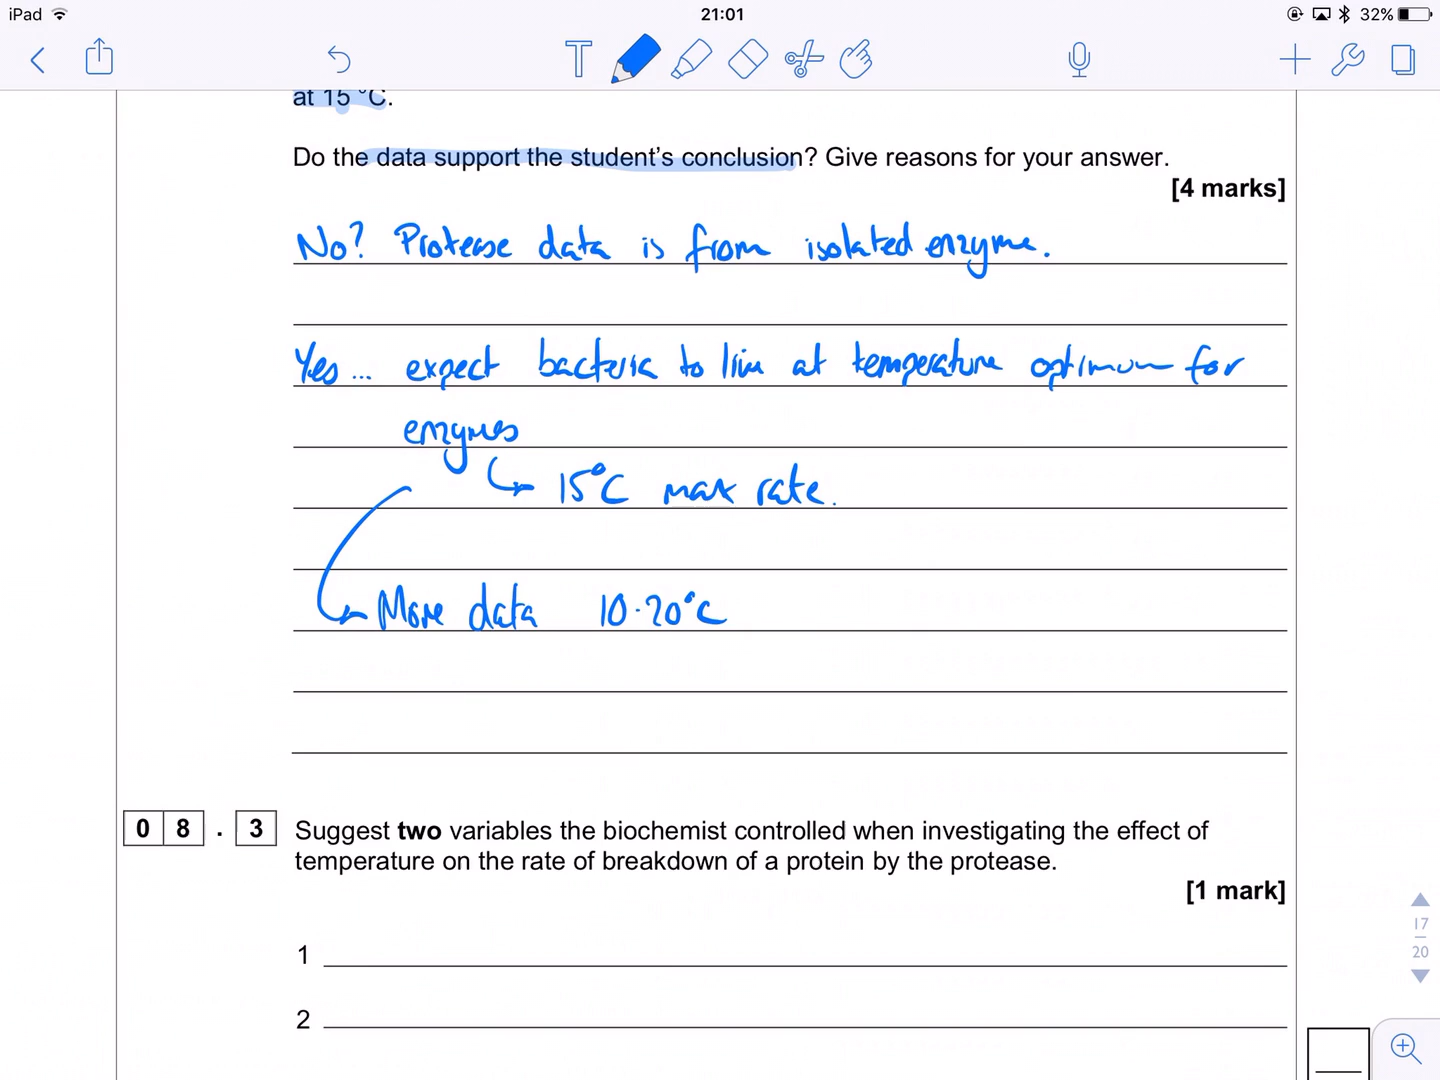 iPad
21:01
32%
T
at 15 °C.
Do the data support the student's conclusion? Give reasons for your answer.
[4 marks]
No? Protease data is from isolated enzyme.
Yes... expect bacteria to live at temperature optimum for
enzymes
15°C max rate.
More data 10-20°C
08.3 Suggest two variables the biochemist controlled when investigating the effect of
temperature on the rate of breakdown of a protein by the protease.
[1 mark]
17
20
1
2